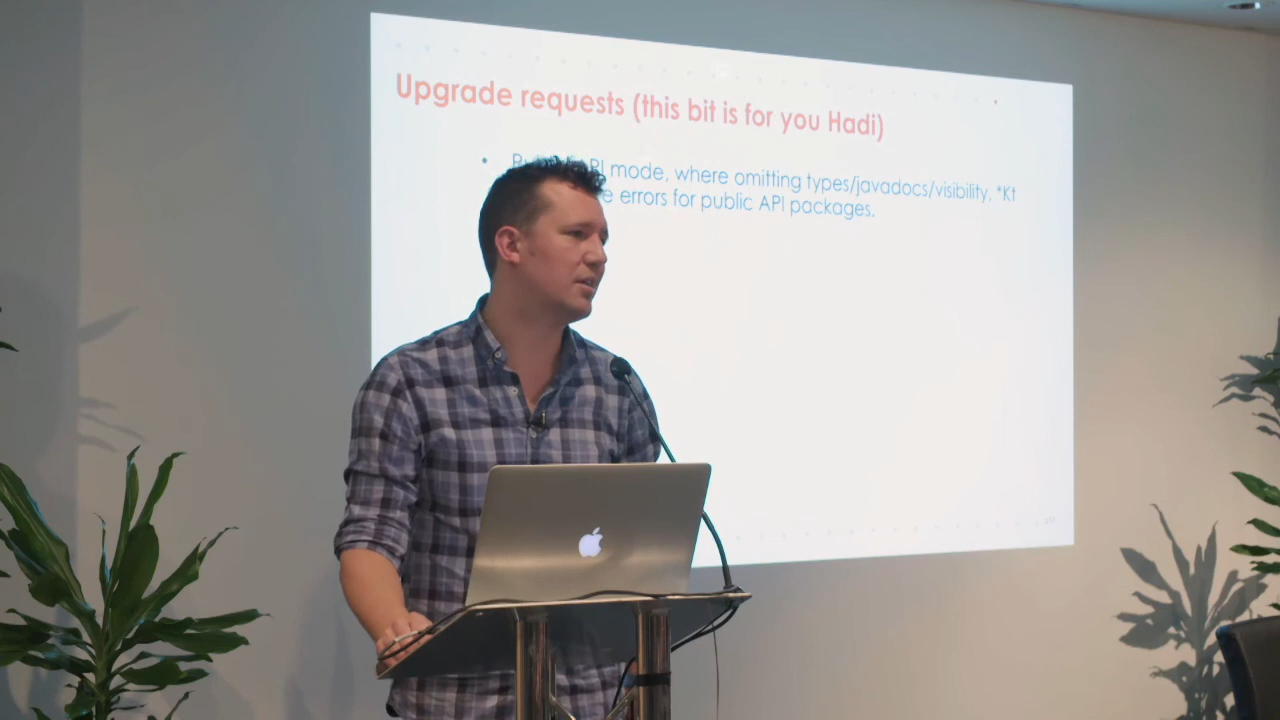 Upgrade requests (this bit is for you Hadi)
• mode, where omitting types/javadocs/visibility, *Kt
errors for public API packages.